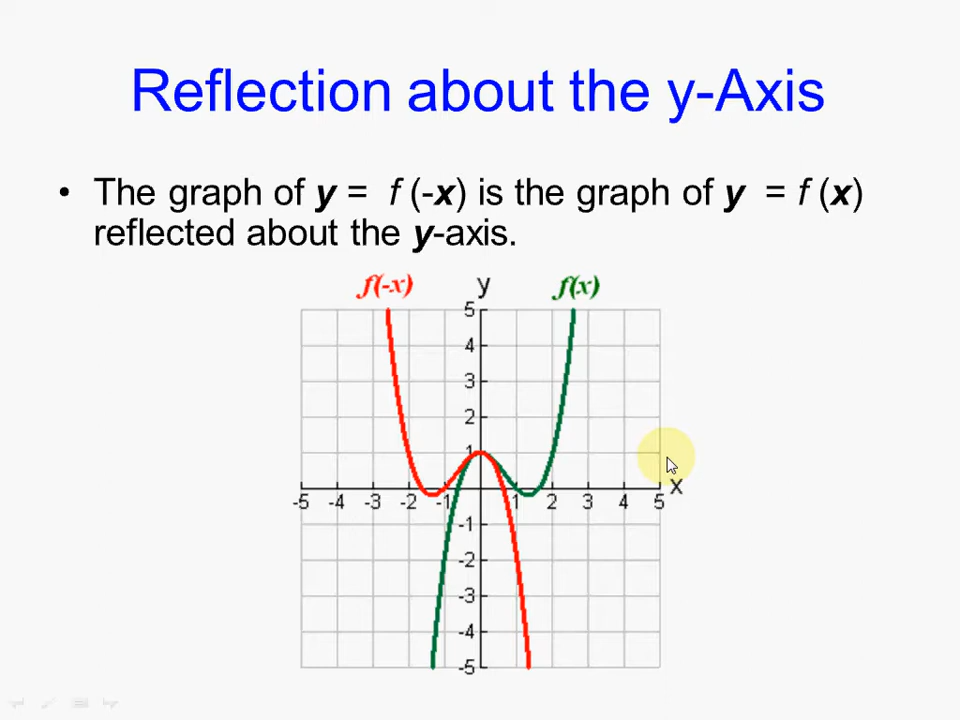 Reflection about the y-Axis
• The graph of y = f (-x) is the graph of y = f (x)
reflected about the y-axis.
f(-x) y f(x)
5
4
3
2
1
-5 -4 -3 -2 -1 1 2 3 4 5 x
-1
-2
-3
-4
-5